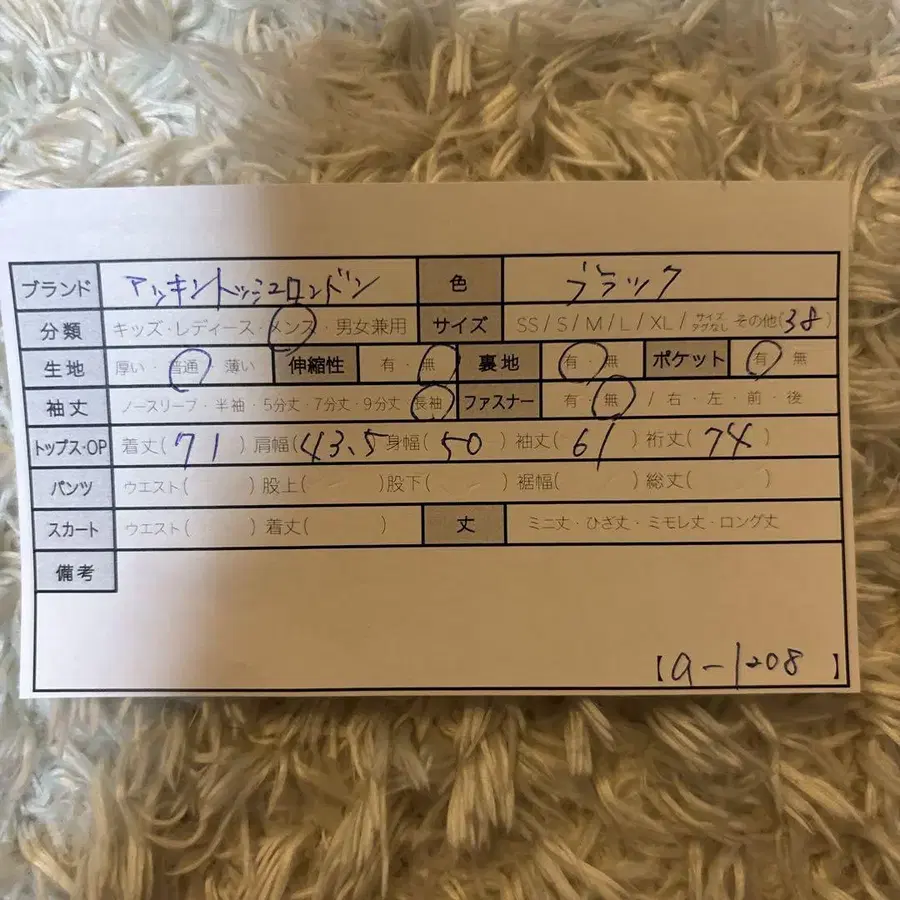 ブランド アッキントッシュロンドン 色 ブラック
分類 キッズ・レディース・メンズ・男女兼用 サイズ SS / S / M / L / XL / サイズタグなし その他(38)
生地 厚い・普通・薄い 伸縮性 有・無 裏地 有・無 ポケット 有・無
袖丈 ノースリーブ・半袖・5分丈・7分丈・9分丈・長袖 ファスナー 有・無 / 右・左・前・後
トップス・OP 着丈(71) 肩幅(43.5 身幅(50) 袖丈(61) 裄丈(74)
パンツ ウエスト( ) 股上( ) 股下( ) 裾幅( ) 総丈( )
スカート ウエスト( ) 着丈( ) 丈 ミニ丈・ひざ丈・ミモレ丈・ロング丈
備考
【a-1208】